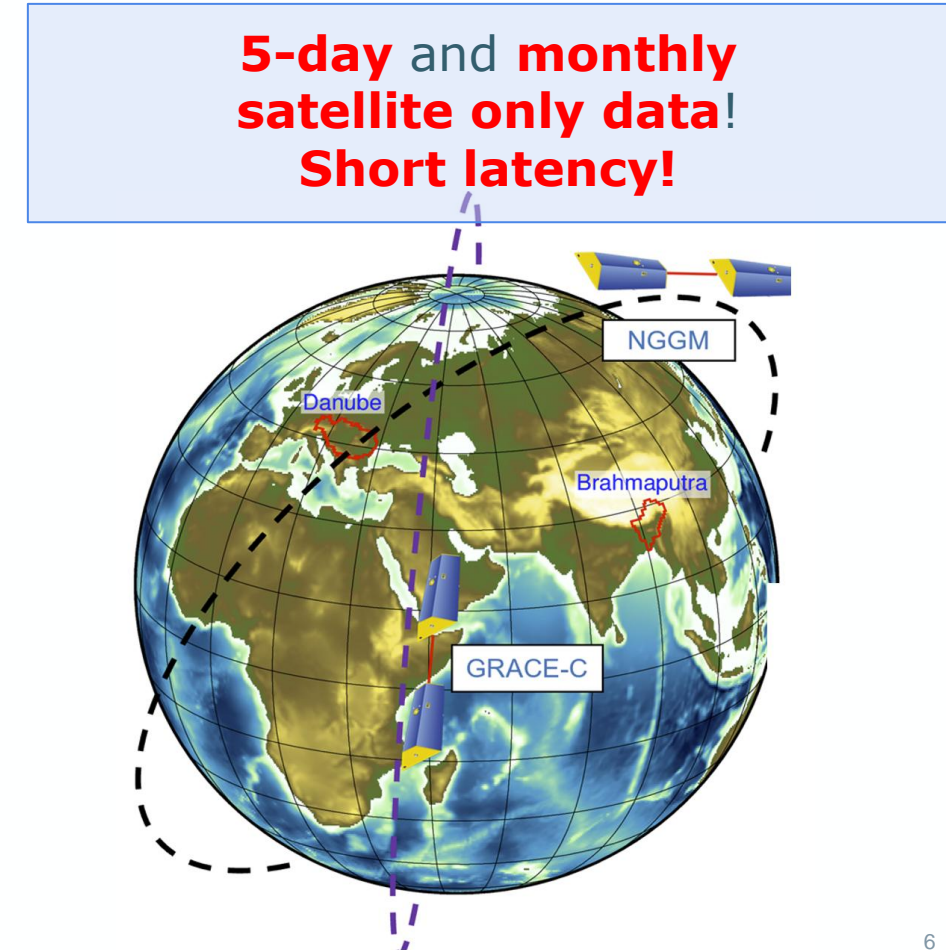 5-day and monthly
satellite only data!
Short latency!
NGGM
Danube
Brahmaputra
GRACE-C
6